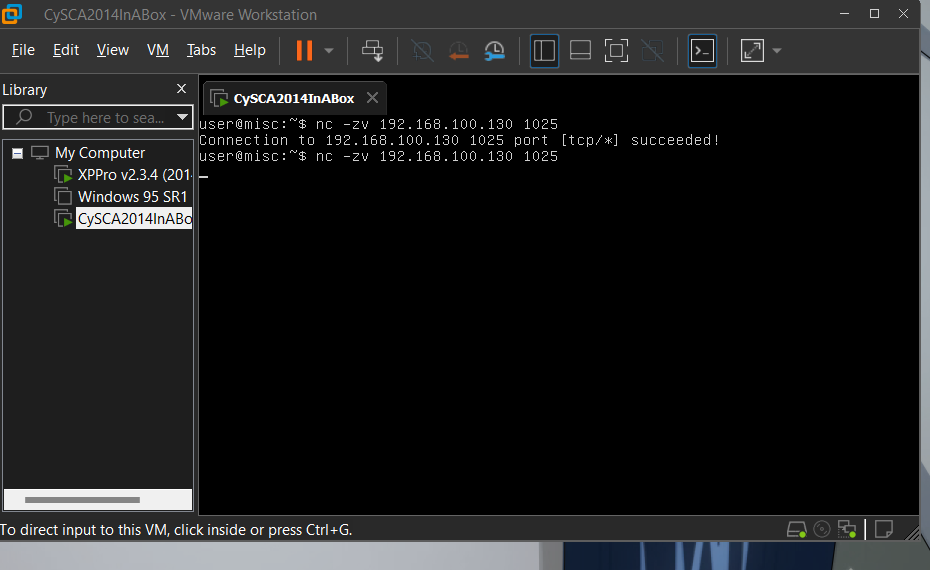 CySCA2014InABox - VMware Workstation
File Edit View VM Tabs Help
Library
Type here to sea...
My Computer
XPPro v2.3.4 (201
Windows 95 SR1
CySCA2014InABo
CySCA2014InABox
user@misc:~$ nc -zv 192.168.100.130 1025
Connection to 192.168.100.130 1025 port [tcp/*] succeeded!
user@misc:~$ nc -zv 192.168.100.130 1025
To direct input to this VM, click inside or press Ctrl+G.